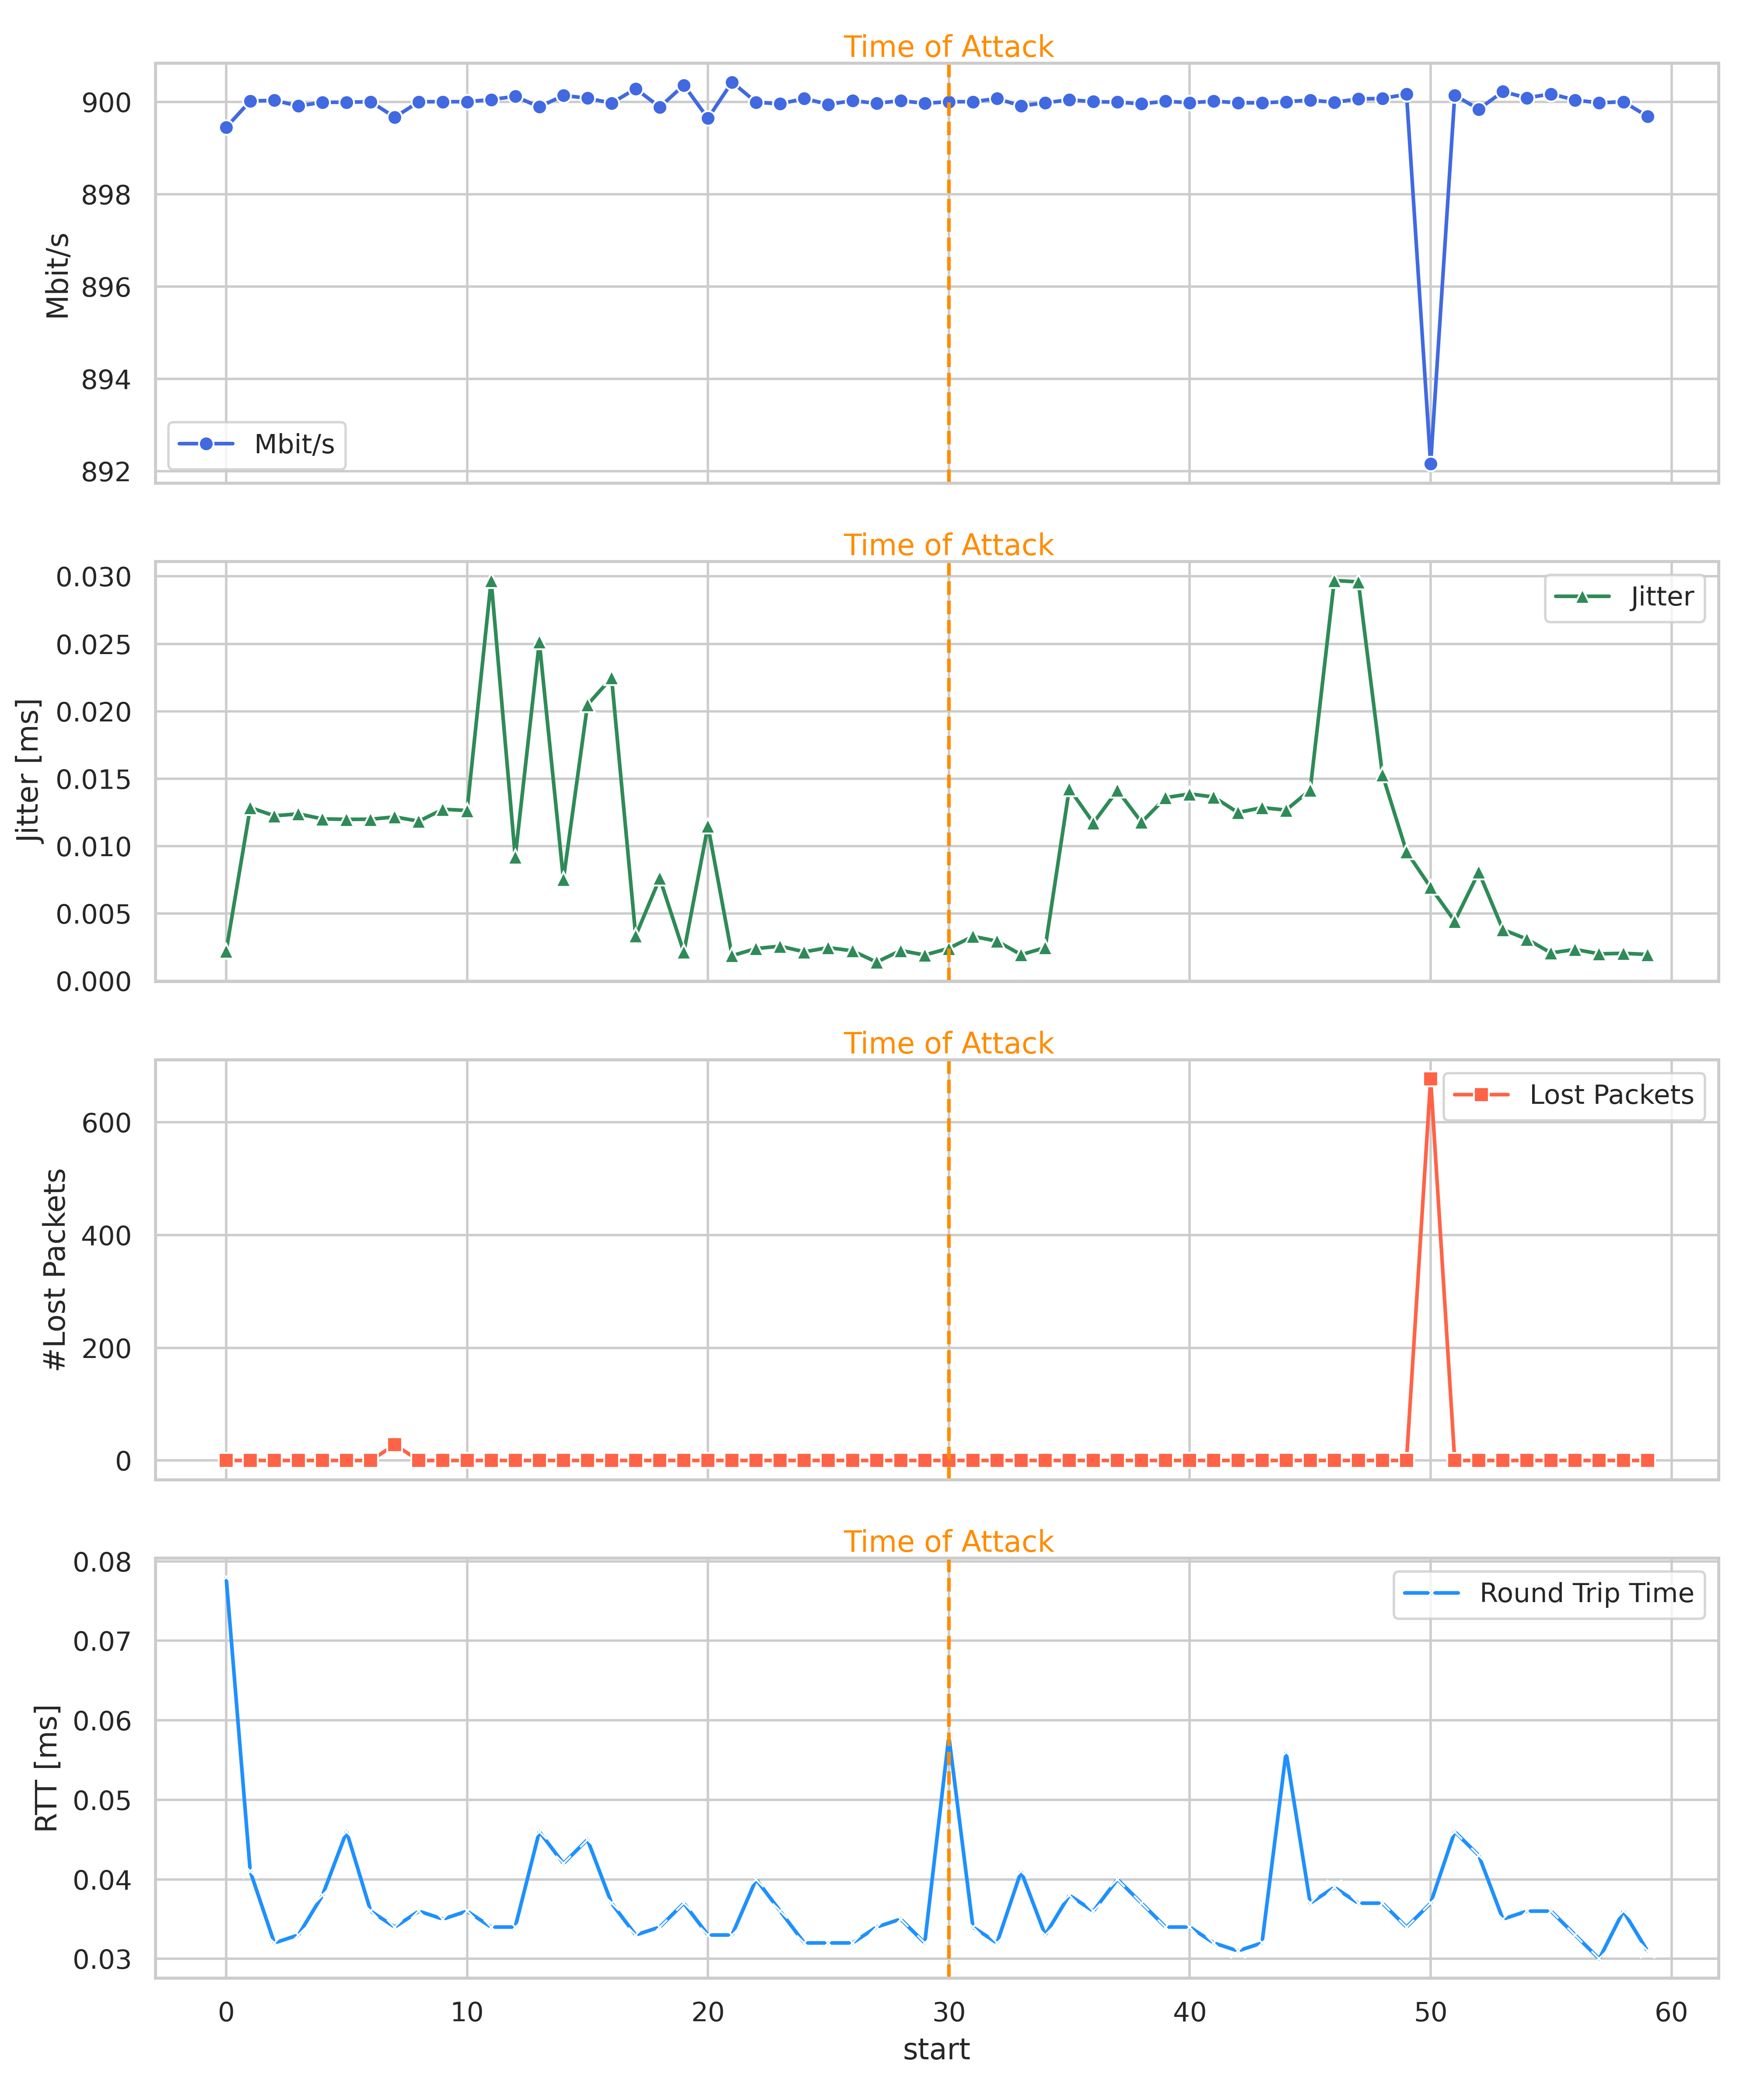 Time of Attack
900
898
896
894
892
Mbit/s
Mbit/s
Time of Attack
0.030
0.025
0.020
0.015
0.010
0.005
0.000
Jitter [ms]
Jitter
Time of Attack
600
400
200
0
#Lost Packets
Lost Packets
Time of Attack
0.08
0.07
0.06
0.05
0.04
0.03
RTT [ms]
Round Trip Time
0 10 20 30 40 50 60
start